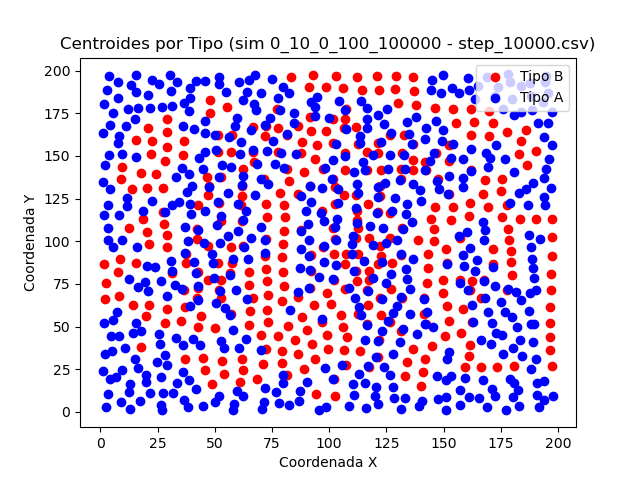 Centroides por Tipo (sim 0_10_0_100_100000 - step_10000.csv)
Tipo B
Tipo A
Coordenada Y
200
175
150
125
100
75
50
25
0
0 25 50 75 100 125 150 175 200
Coordenada X